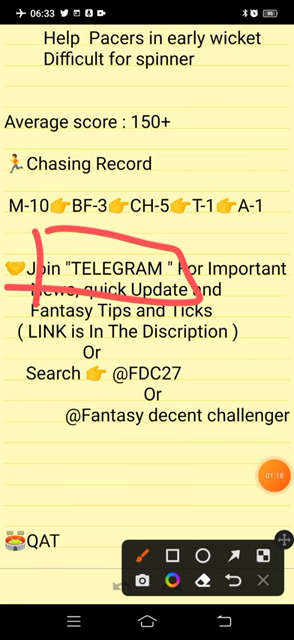 06:33
95
Help Pacers in early wicket
Difficult for spinner
Average score : 150+
🏃Chasing Record
M-10👉BF-3👉CH-5👉T-1👉A-1
🤝Join "TELEGRAM " For Important
News, quick Update and
Fantasy Tips and Ticks
( LINK is In The Discription )
Or
Search 👉 @FDC27
Or
@Fantasy decent challenger
01:18
🏟️QAT